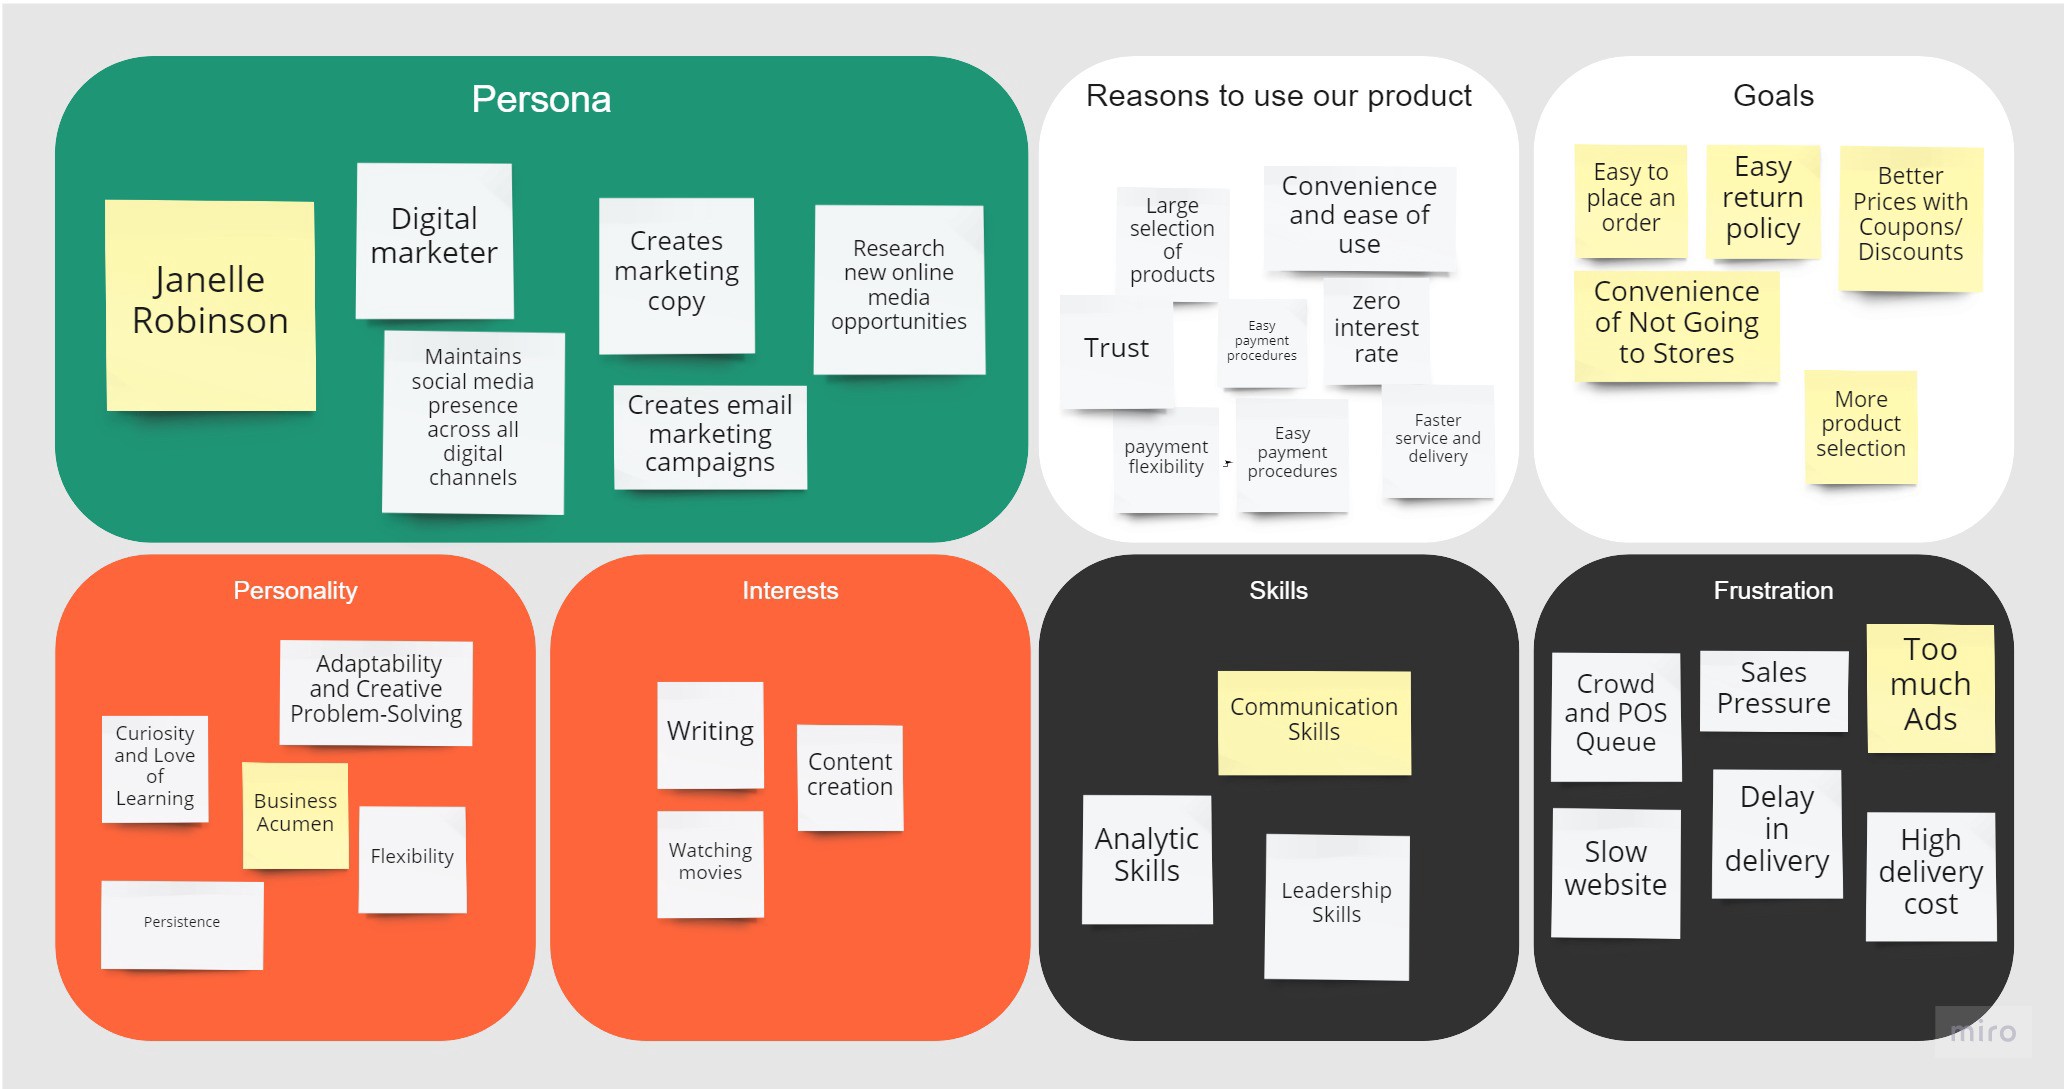 Persona
Janelle
Robinson
Digital
marketer
Creates
marketing
copy
Research
new online
media
opportunities
Maintains
social media
presence
across all
digital
channels
Creates email
marketing
campaigns
Reasons to use our product
Large
selection
of
products
Convenience
and ease of
use
Trust
Easy
payment
procedures
zero
interest
rate
payyment
flexibility
Easy
payment
procedures
Faster
service and
delivery
Goals
Easy to
place an
order
Easy
return
policy
Better
Prices with
Coupons/
Discounts
Convenience
of Not Going
to Stores
More
product
selection
Personality
Adaptability
and Creative
Problem-Solving
Curiosity
and Love
of
Learning
Business
Acumen
Flexibility
Persistence
Interests
Writing
Content
creation
Watching
movies
Skills
Communication
Skills
Analytic
Skills
Leadership
Skills
Frustration
Crowd
and POS
Queue
Sales
Pressure
Too
much
Ads
Slow
website
Delay
in
delivery
High
delivery
cost
miro